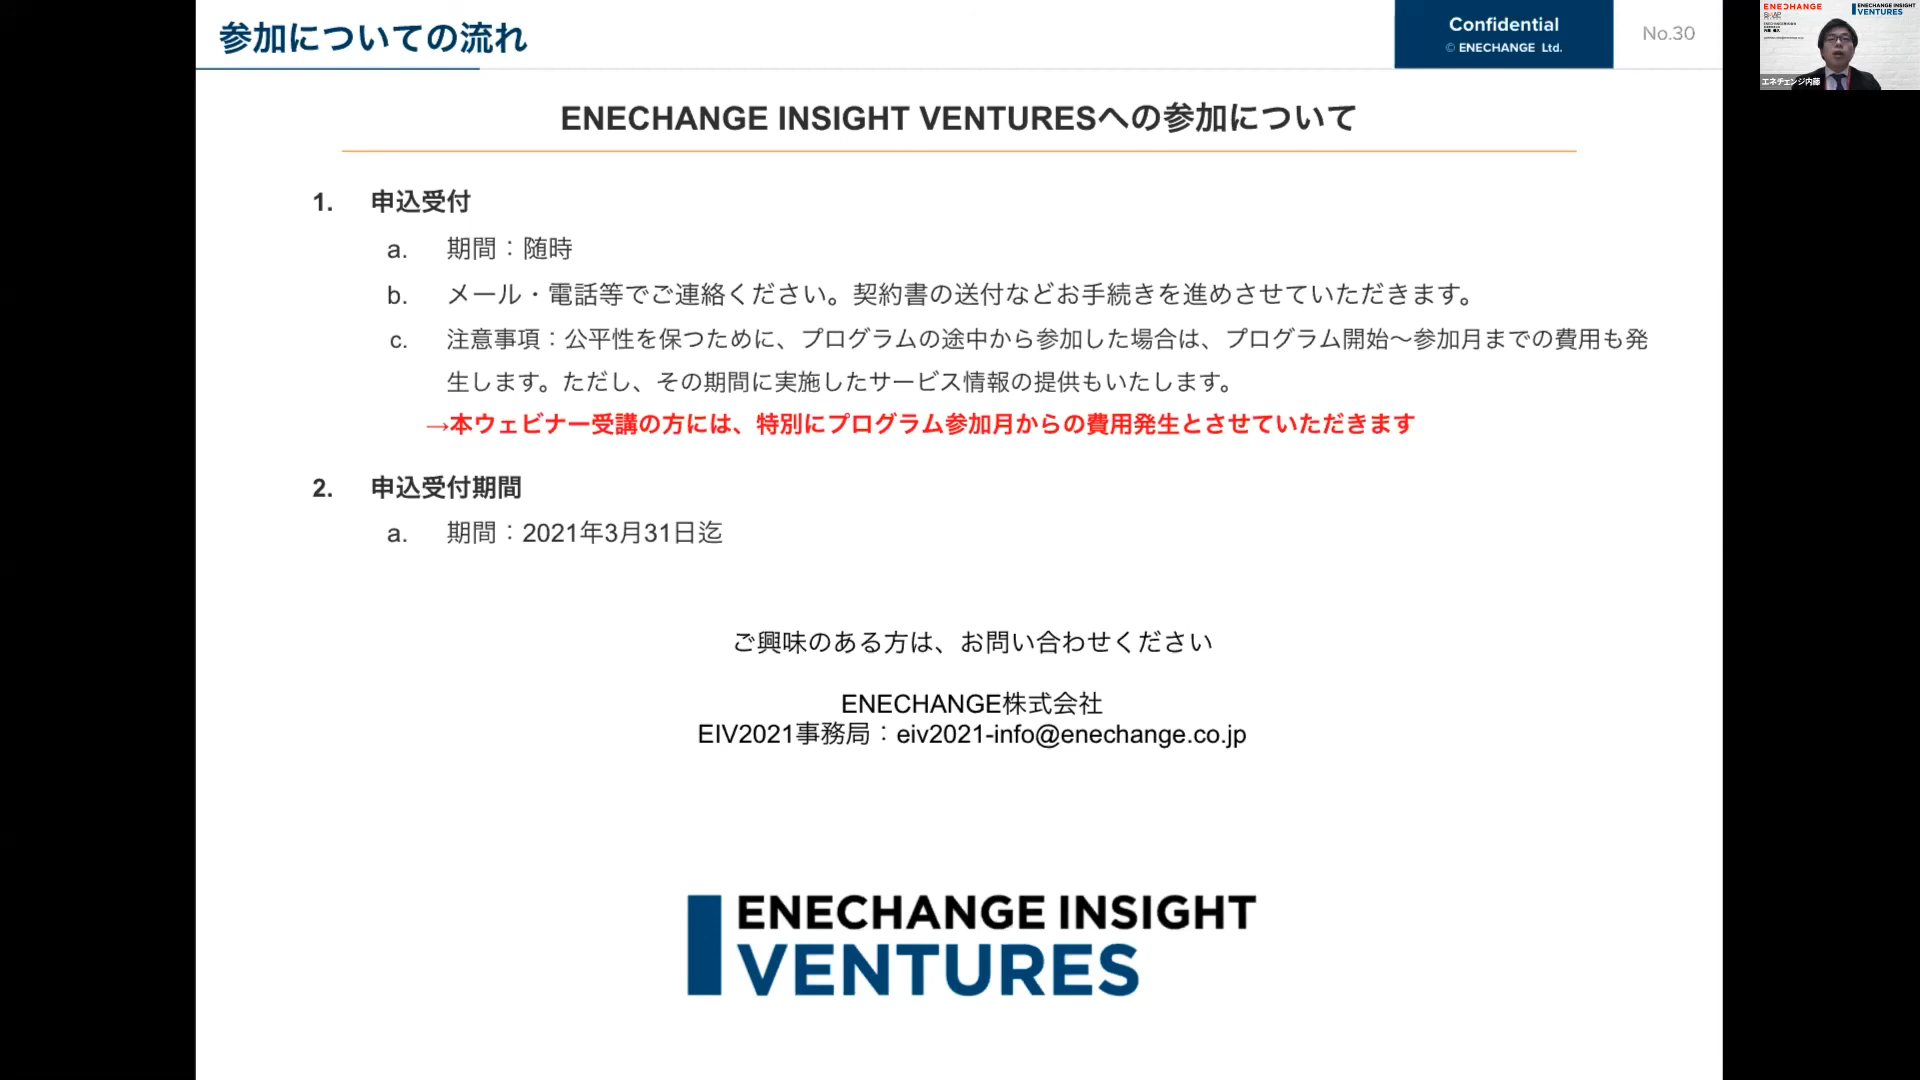 参加についての流れ
Confidential
© ENECHANGE Ltd.
No.30
ENECHANGE
ENECHANGE INSIGHT
VENTURES
エネチェンジ内藤
ENECHANGE INSIGHT VENTURESへの参加について
1. 申込受付
a. 期間：随時
b. メール・電話等でご連絡ください。契約書の送付などお手続きを進めさせていただきます。
c. 注意事項：公平性を保つために、プログラムの途中から参加した場合は、プログラム開始～参加月までの費用も発
生します。ただし、その期間に実施したサービス情報の提供もいたします。
→本ウェビナー受講の方には、特別にプログラム参加月からの費用発生とさせていただきます
2. 申込受付期間
a. 期間：2021年3月31日迄
ご興味のある方は、お問い合わせください
ENECHANGE株式会社
EIV2021事務局：eiv2021-info@enechange.co.jp
ENECHANGE INSIGHT
VENTURES